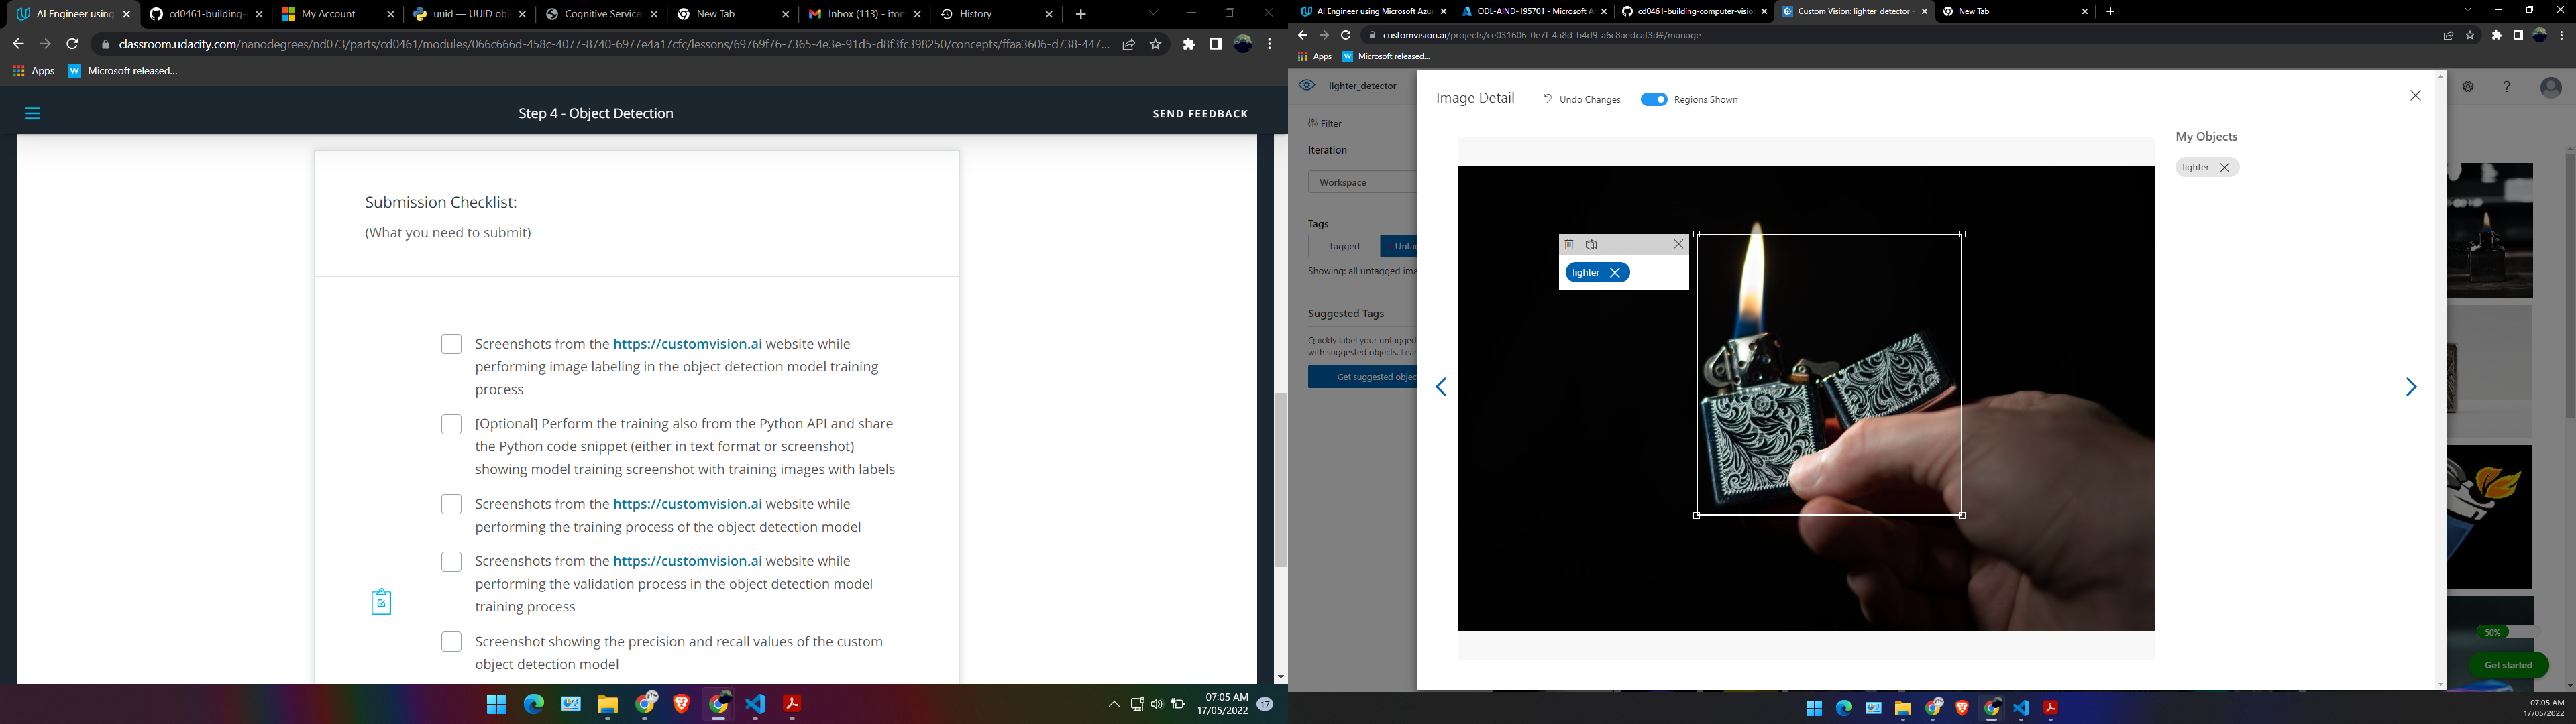 AI Engineer using
cd0461-building-
My Account
uuid — UUID obj
Cognitive Service
New Tab
Inbox (113) - iton
History
classroom.udacity.com/nanodegrees/nd073/parts/cd0461/modules/066c666d-458c-4077-8740-6977e4a17cfc/lessons/69769f76-7365-4e3e-91d5-d8f3fc398250/concepts/ffaa3606-d738-447...
Apps
Microsoft released...
Step 4 - Object Detection
SEND FEEDBACK
Submission Checklist:
(What you need to submit)
Screenshots from the https://customvision.ai website while
performing image labeling in the object detection model training
process
[Optional] Perform the training also from the Python API and share
the Python code snippet (either in text format or screenshot)
showing model training screenshot with training images with labels
Screenshots from the https://customvision.ai website while
performing the training process of the object detection model
Screenshots from the https://customvision.ai website while
performing the validation process in the object detection model
training process
Screenshot showing the precision and recall values of the custom
object detection model
07:05 AM
17/05/2022
17
AI Engineer using Microsoft Azur
ODL-AIND-195701 - Microsoft A
cd0461-building-computer-visio
Custom Vision: lighter_detector -
New Tab
customvision.ai/projects/ce031606-0e7f-4a8d-b4d9-a6c8aedcaf3d#/manage
Apps
Microsoft released...
lighter_detector
Image Detail
Undo Changes
Regions Shown
Filter
Iteration
Workspace
Tags
Tagged
Untag
Showing: all untagged ima
Suggested Tags
Quickly label your untagged
with suggested objects. Lear
Get suggested object
lighter
My Objects
lighter
50%
Get started
07:05 AM
17/05/2022